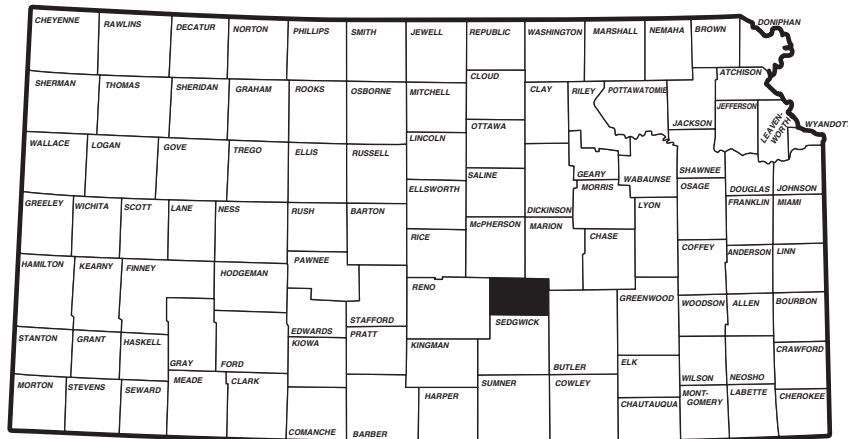 CHEYENNE RAWLINS DECATUR NORTON PHILLIPS SMITH JEWELL REPUBLIC WASHINGTON MARSHALL NEMAHA BROWN DONIPHAN
CLOUD ATCHISON
SHERMAN THOMAS SHERIDAN GRAHAM ROOKS OSBORNE MITCHELL CLAY RILEY POTTAWATOMIE
JACKSON JEFFERSON LEAVEN-
WORTH WYANDOTT
OTTAWA
LINCOLN
WALLACE LOGAN GOVE TREGO ELLIS RUSSELL
SALINE GEARY WABAUNSE SHAWNEE
ELLSWORTH MORRIS OSAGE DOUGLAS JOHNSON
GREELEY WICHITA SCOTT LANE NESS RUSH BARTON DICKINSON LYON FRANKLIN MIAMI
McPHERSON MARION
RICE CHASE COFFEY ANDERSON LINN
HAMILTON KEARNY FINNEY HODGEMAN PAWNEE
RENO GREENWOOD WOODSON ALLEN BOURBON
STAFFORD SEDGWICK
EDWARDS PRATT
STANTON GRANT HASKELL KIOWA KINGMAN CRAWFORD
GRAY FORD BUTLER ELK
MORTON STEVENS SEWARD MEADE CLARK SUMNER COWLEY WILSON NEOSHO
HARPER CHAUTAUQUA MONT-
GOMERY LABETTE CHEROKEE
COMANCHE BARBER